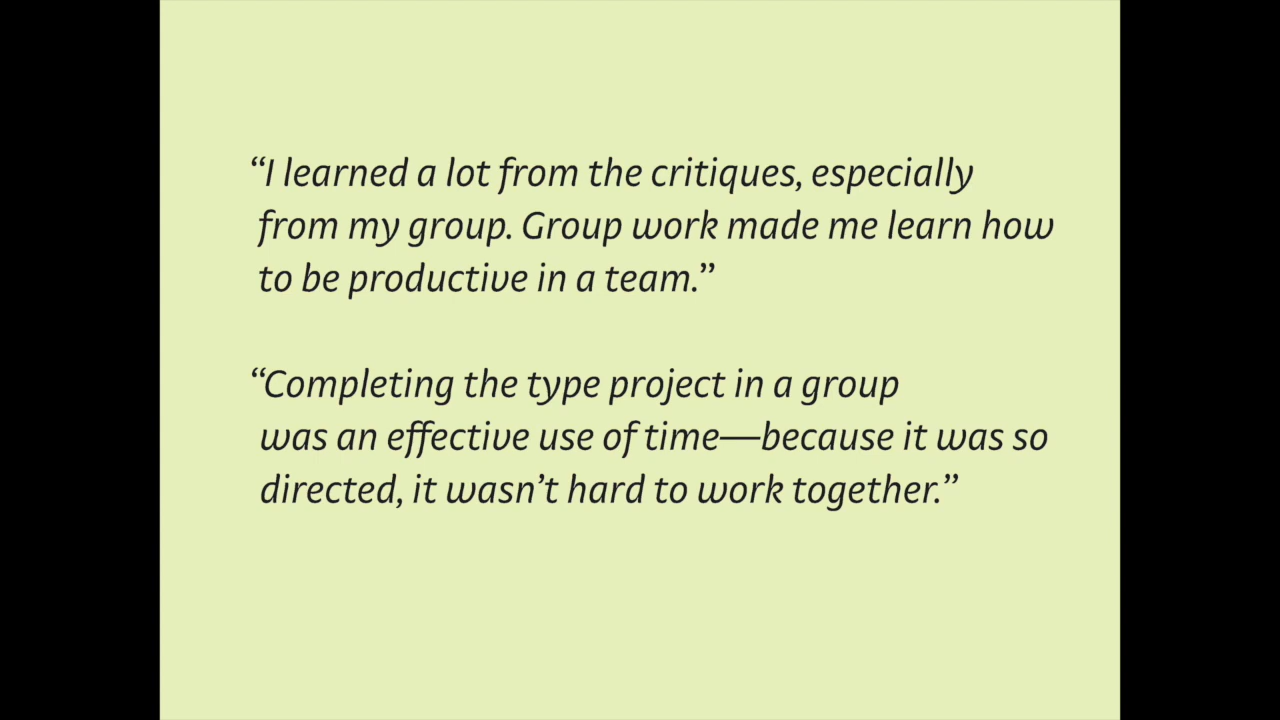 “I learned a lot from the critiques, especially
from my group. Group work made me learn how
to be productive in a team.”
“Completing the type project in a group
was an effective use of time—because it was so
directed, it wasn’t hard to work together.”